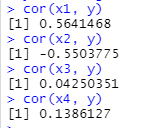 > cor(x1, y)
[1] 0.5641468
> cor(x2, y)
[1] -0.5503775
> cor(x3, y)
[1] 0.04250351
> cor(x4, y)
[1] 0.1386127